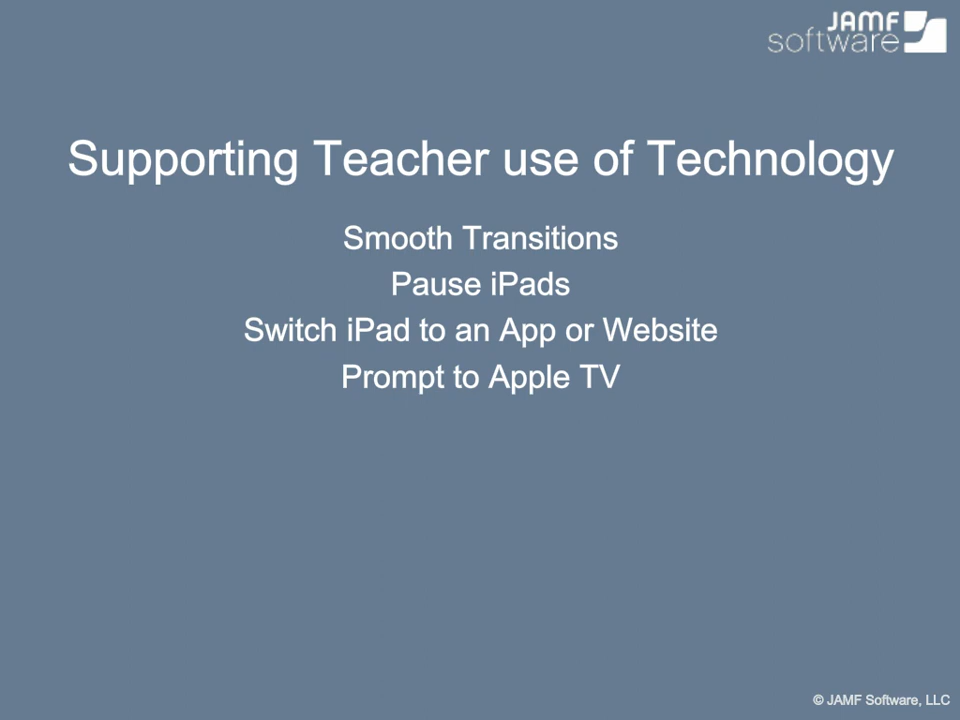 JAMF
software
Supporting Teacher use of Technology
Smooth Transitions
Pause iPads
Switch iPad to an App or Website
Prompt to Apple TV
© JAMF Software, LLC